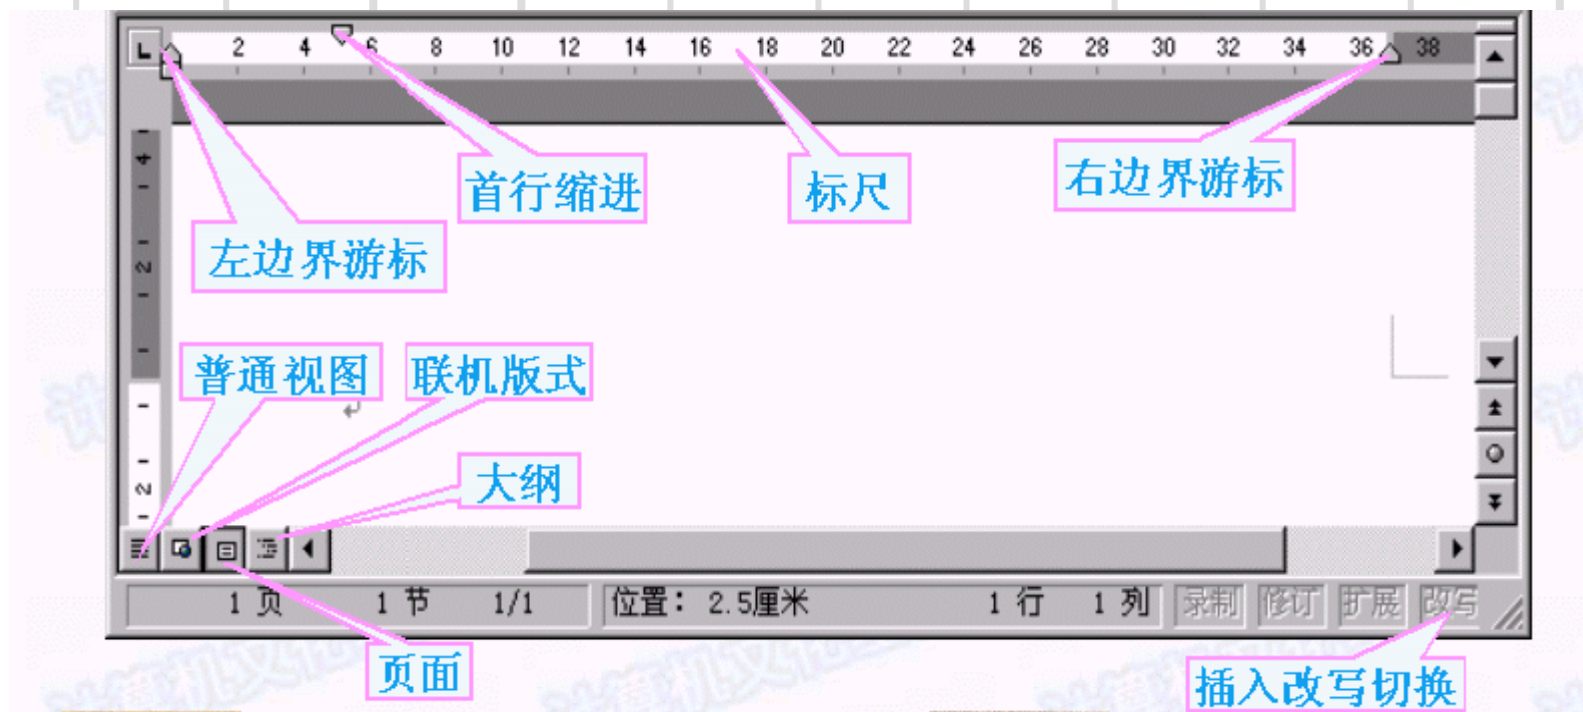 L 2 4 6 8 10 12 14 16 18 20 22 24 26 28 30 32 34 36 38
4
首行缩进 标尺 右边界游标
左边界游标
2
普通视图 联机版式
大纲
2
1 页 1 节 1/1 位置: 2.5厘米 1 行 1 列 录制 修订 扩展 改写
页面 插入改写切换